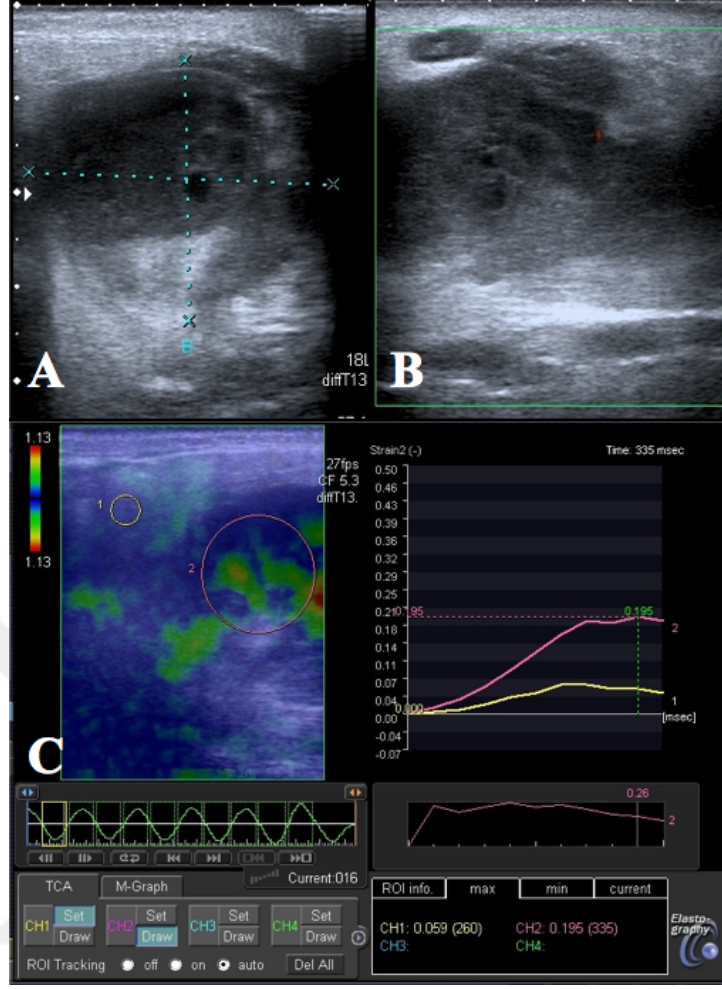 B
18L
diffT13
A
B
1.13
1.13
27fps
CF 5.3
diffT13.
1
2
C
Strain2 (-)
Time: 335 msec
0.50
0.46
0.43
0.39
0.36
0.32
0.29
0.25
0.21
0.195
0.195
0.18
0.14
0.11
0.07
0.04
0.000
0.00
-0.04
-0.07
2
1
[msec]
0.26
2
Current:016
TCA
M-Graph
CH1 Set Draw
CH2 Set Draw
CH3 Set Draw
CH4 Set Draw
ROI Tracking off on auto Del All
ROI info. max min current
CH1: 0.059 (260) CH2: 0.195 (335)
CH3: CH4:
Elasto-
graphy